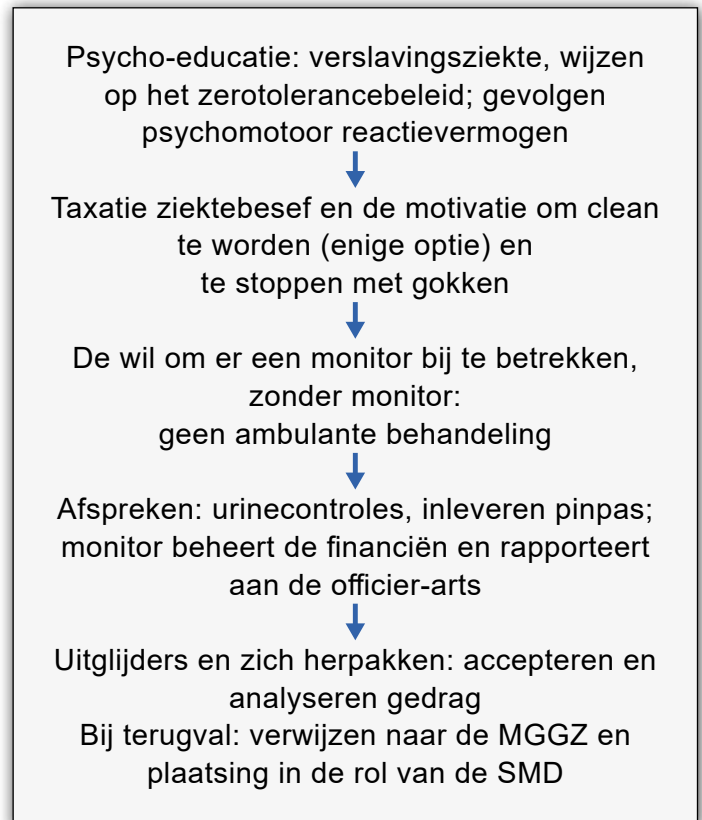 Psycho-educatie: verslavingsziekte, wijzen
op het zerotolerancebeleid; gevolgen
psychomotoor reactievermogen
Taxatie ziektebesef en de motivatie om clean
te worden (enige optie) en
te stoppen met gokken
De wil om er een monitor bij te betrekken,
zonder monitor:
geen ambulante behandeling
Afspreken: urinecontroles, inleveren pinpas;
monitor beheert de financiën en rapporteert
aan de officier-arts
Uitglijders en zich herpakken: accepteren en
analyseren gedrag
Bij terugval: verwijzen naar de MGGZ en
plaatsing in de rol van de SMD